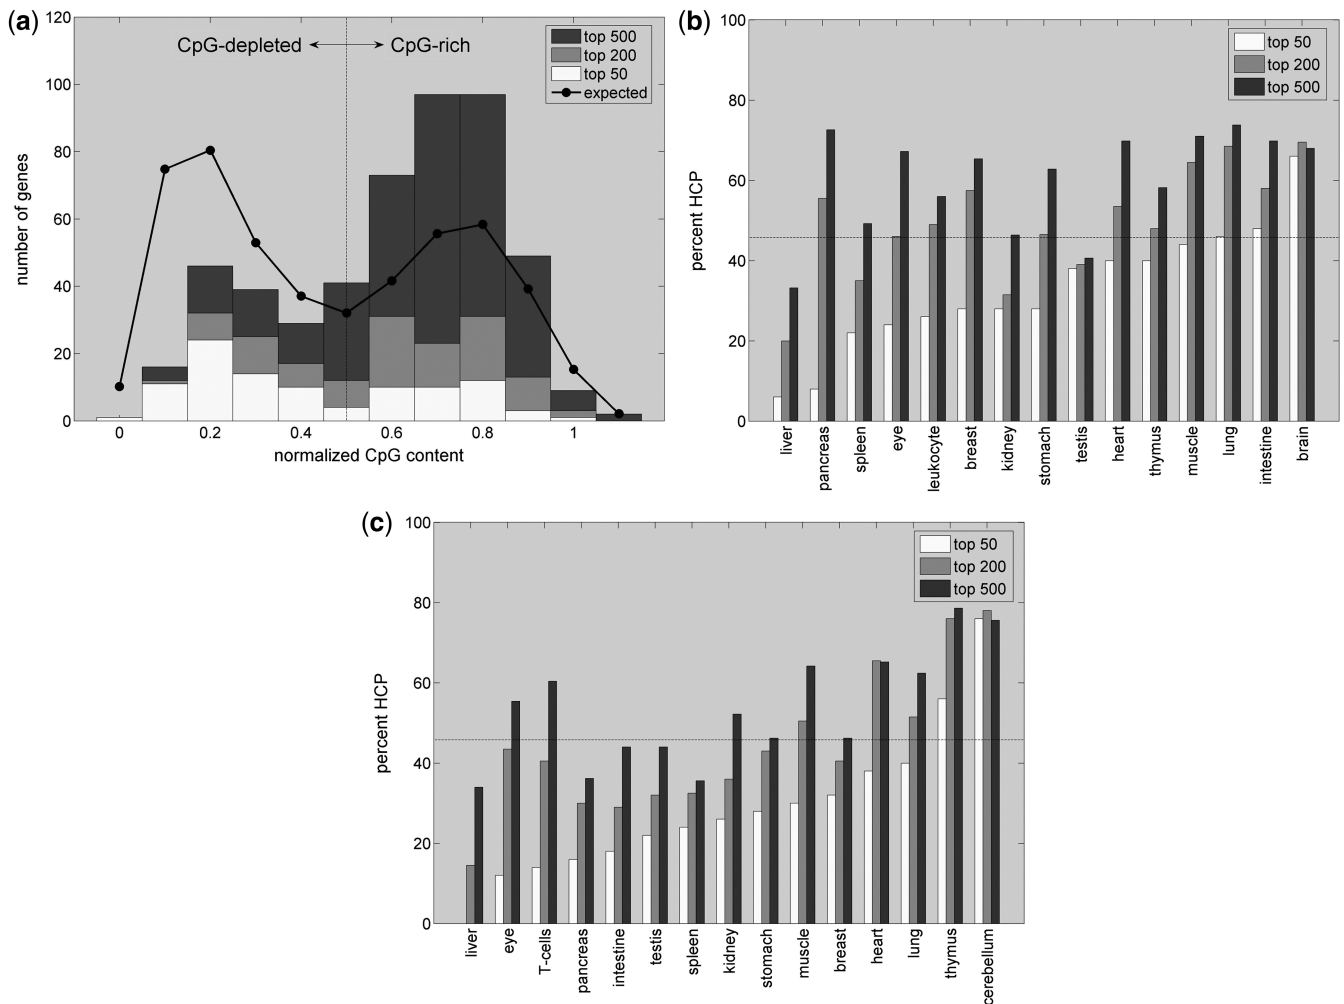 (a)
120
100
80
60
40
20
0
number of genes
CpG-depleted
CpG-rich
top 500
top 200
top 50
expected
0
0.2
0.4
0.6
0.8
1
normalized CpG content
(b)
100
80
60
40
20
0
percent HCP
top 50
top 200
top 500
liver
pancreas
spleen
eye
leukocyte
breast
kidney
stomach
testis
heart
thymus
muscle
lung
intestine
brain
(c)
100
80
60
40
20
0
percent HCP
top 50
top 200
top 500
liver
eye
T-cells
pancreas
intestine
testis
spleen
kidney
stomach
muscle
breast
heart
lung
thymus
cerebellum